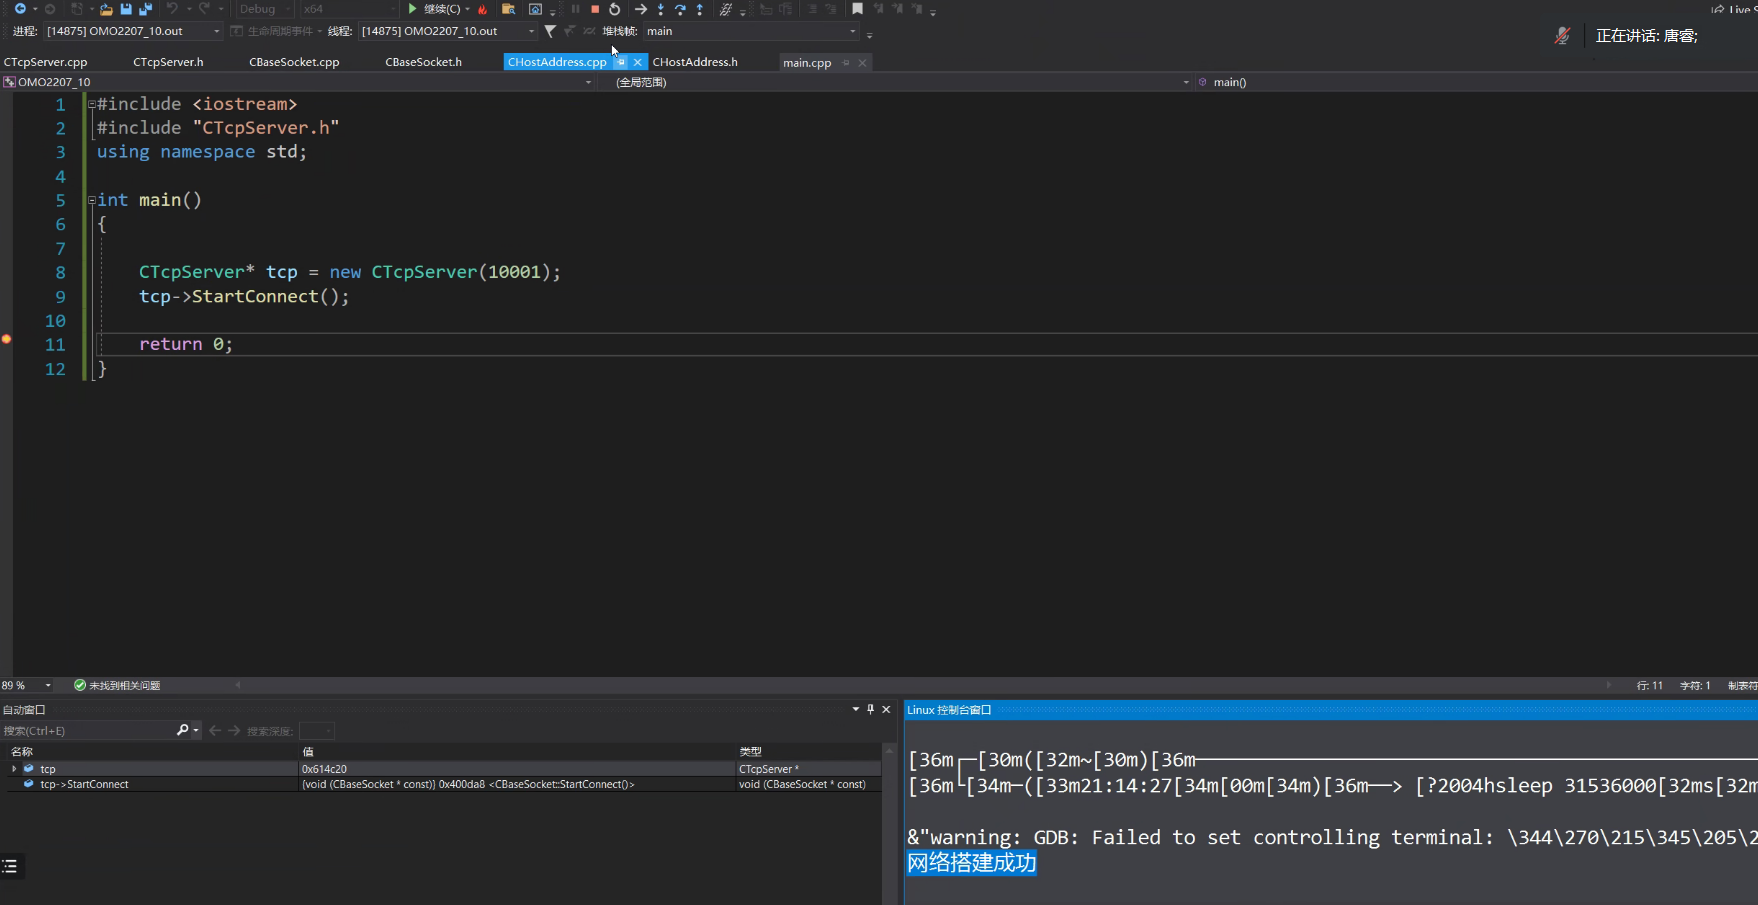 Debug x64 继续(C) Live S
进程: [14875] OMO2207_10.out 生命周期事件 线程: [14875] OMO2207_10.out 堆栈帧: main 正在讲话: 唐睿;
CTcpServer.cpp CTcpServer.h CBaseSocket.cpp CBaseSocket.h CHostAddress.cpp CHostAddress.h main.cpp
OMO2207_10 (全局范围) main()
1 #include <iostream>
2 #include "CTcpServer.h"
3 using namespace std;
4
5 int main()
6 {
7
8 CTcpServer* tcp = new CTcpServer(10001);
9 tcp->StartConnect();
10
11 return 0;
12 }
89 % 未找到相关问题 行: 11 字符: 1 制表符
自动窗口
搜索(Ctrl+E) 搜索深度:
名称 值 类型
tcp 0x614c20 CTcpServer *
tcp->StartConnect {void (CBaseSocket * const)} 0x400da8 <CBaseSocket::StartConnect()> void (CBaseSocket * const)
Linux 控制台窗口
[36m┌─[30m([32m~[30m)[36m─
[36m└[34m─([33m21:14:27[34m[00m[34m)[36m─> [?2004hsleep 31536000[32ms[32m
&"warning: GDB: Failed to set controlling terminal: \344\270\215\345\205\2
网络搭建成功